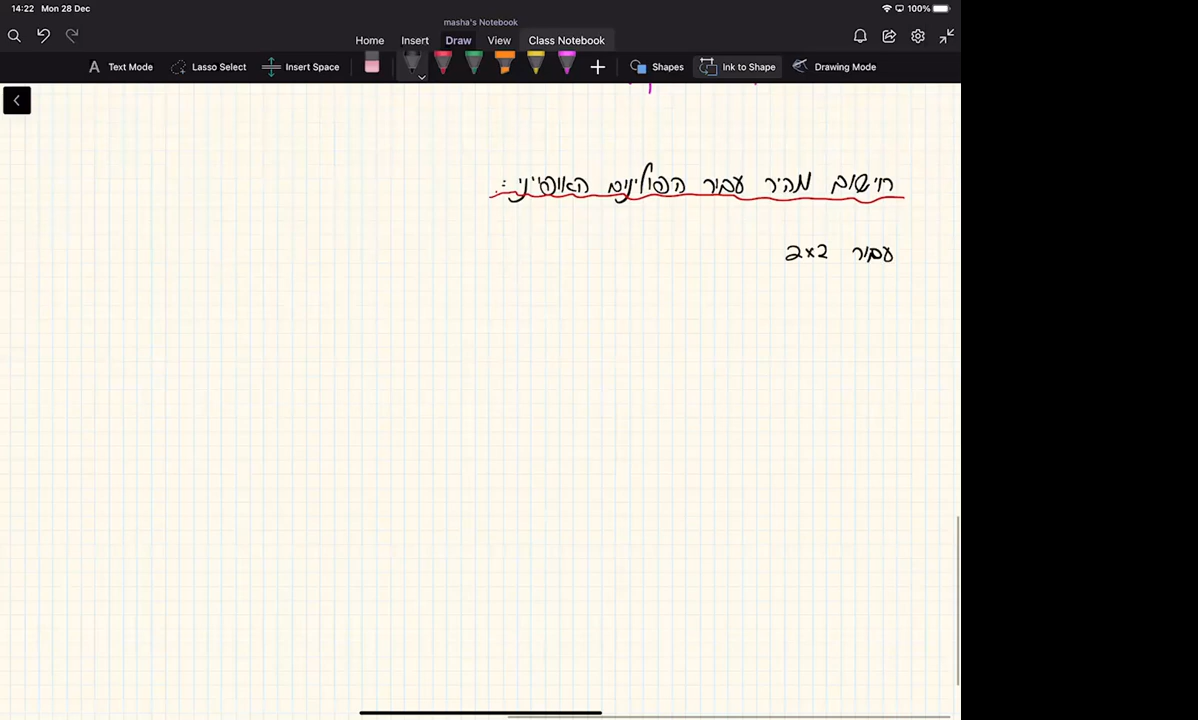 14:22 Mon 28 Dec
100%
masha's Notebook
Home Insert Draw View Class Notebook
Text Mode Lasso Select Insert Space Shapes Ink to Shape Drawing Mode
חישוב מהיר עבור הפולינום האופייני:
עבור 2x2